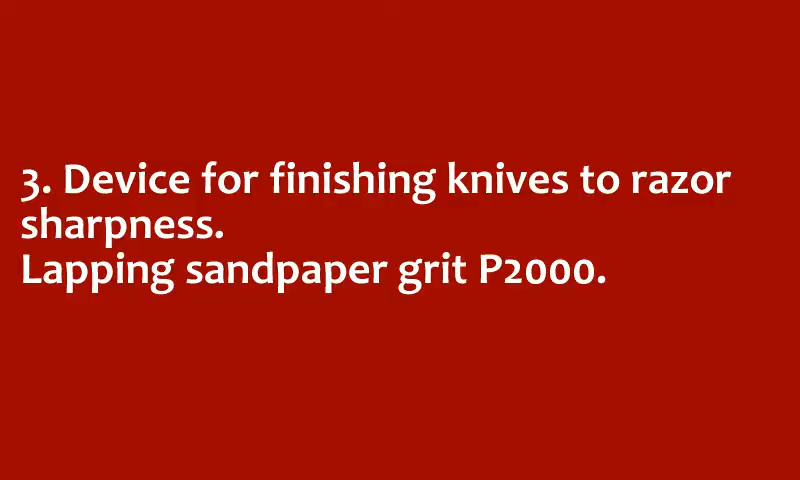 3. Device for finishing knives to razor
sharpness.
Lapping sandpaper grit P2000.